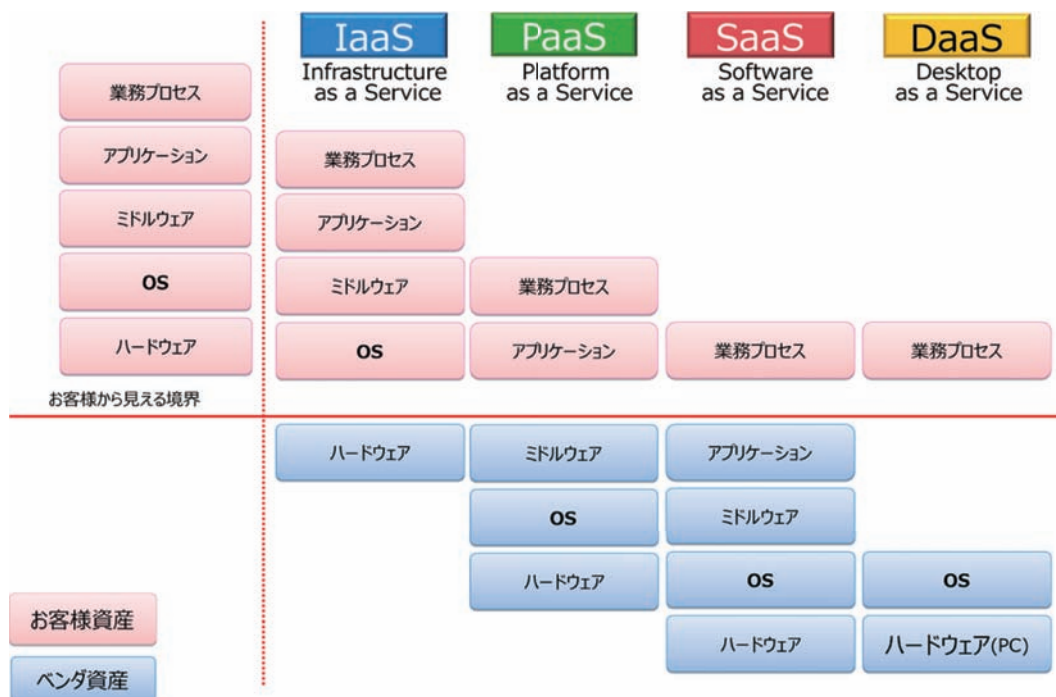 IaaS
Infrastructure
as a Service
PaaS
Platform
as a Service
SaaS
Software
as a Service
DaaS
Desktop
as a Service
業務プロセス
アプリケーション
ミドルウェア
OS
ハードウェア
お客様から見える境界
業務プロセス
アプリケーション
ミドルウェア
OS
業務プロセス
アプリケーション
業務プロセス
業務プロセス
ハードウェア
ミドルウェア
OS
ハードウェア
アプリケーション
ミドルウェア
OS
ハードウェア
OS
ハードウェア(PC)
お客様資産
ベンダ資産